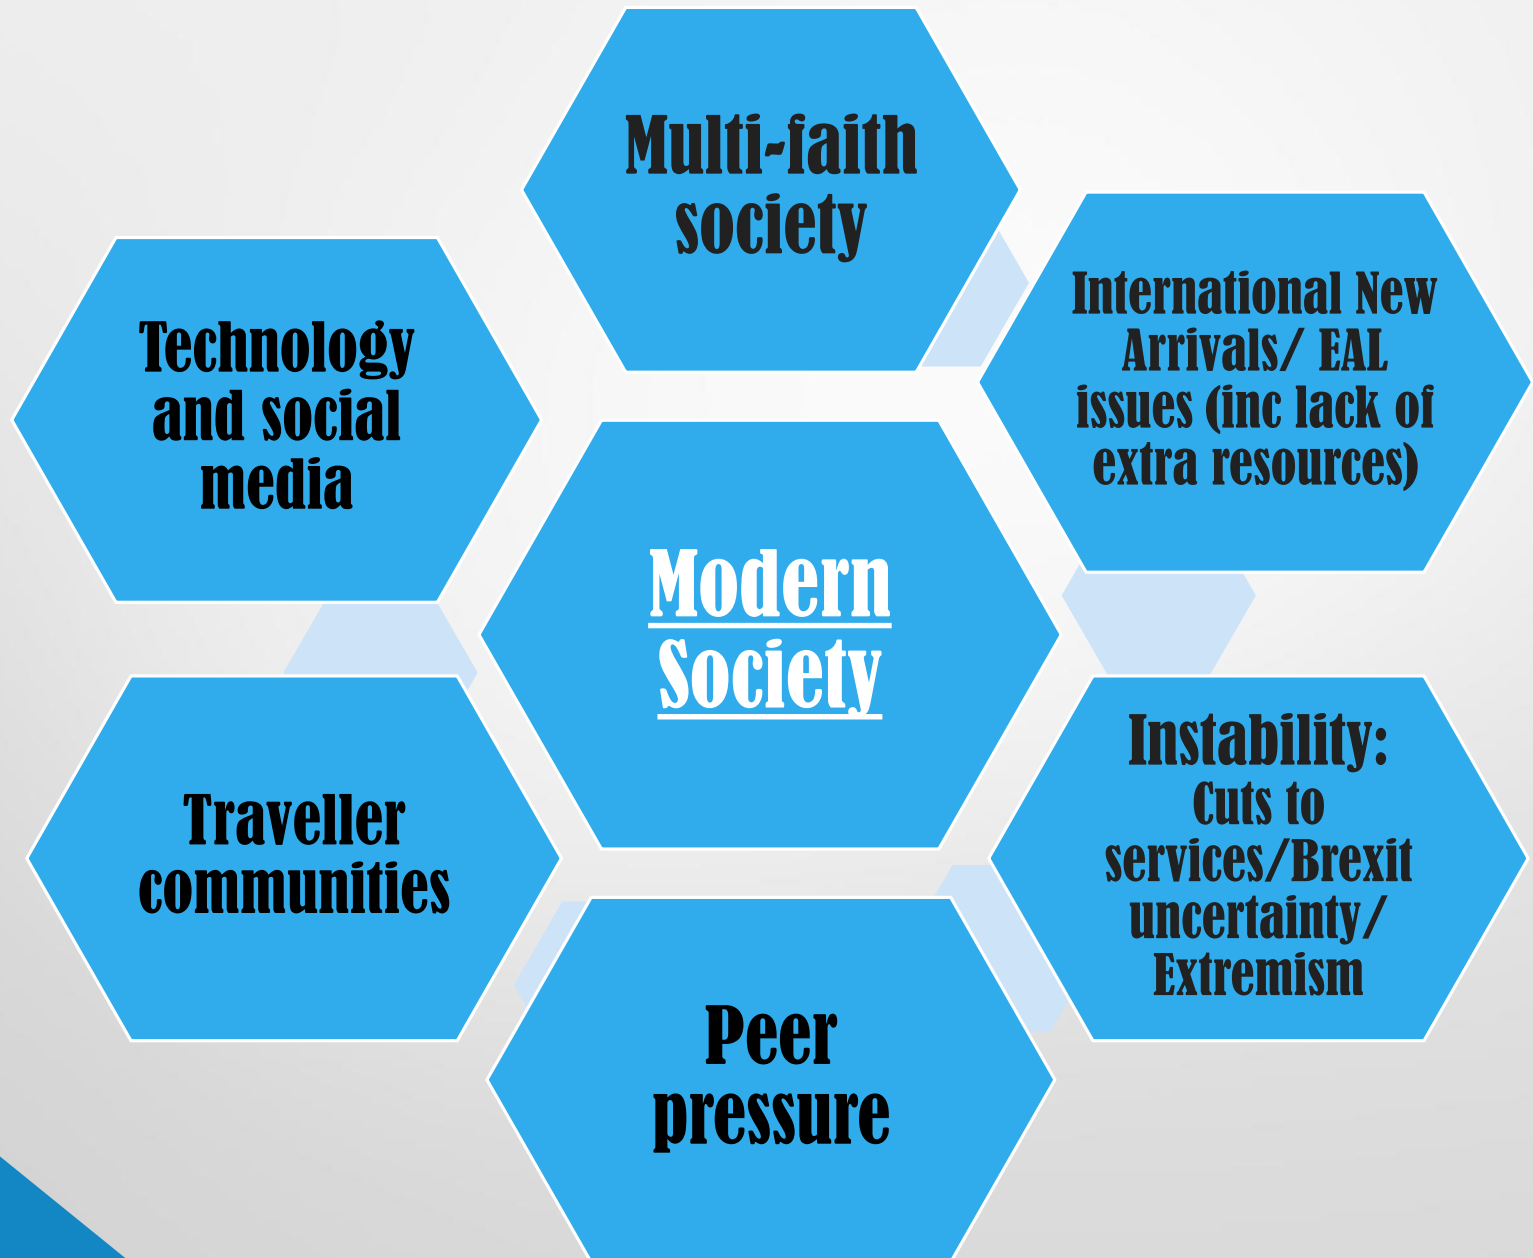 Multi-faith
society
International New
Arrivals/ EAL
issues (inc lack of
extra resources)
Technology
and social
media
Modern
Society
Instability:
Cuts to
services/Brexit
uncertainty/
Extremism
Traveller
communities
Peer
pressure